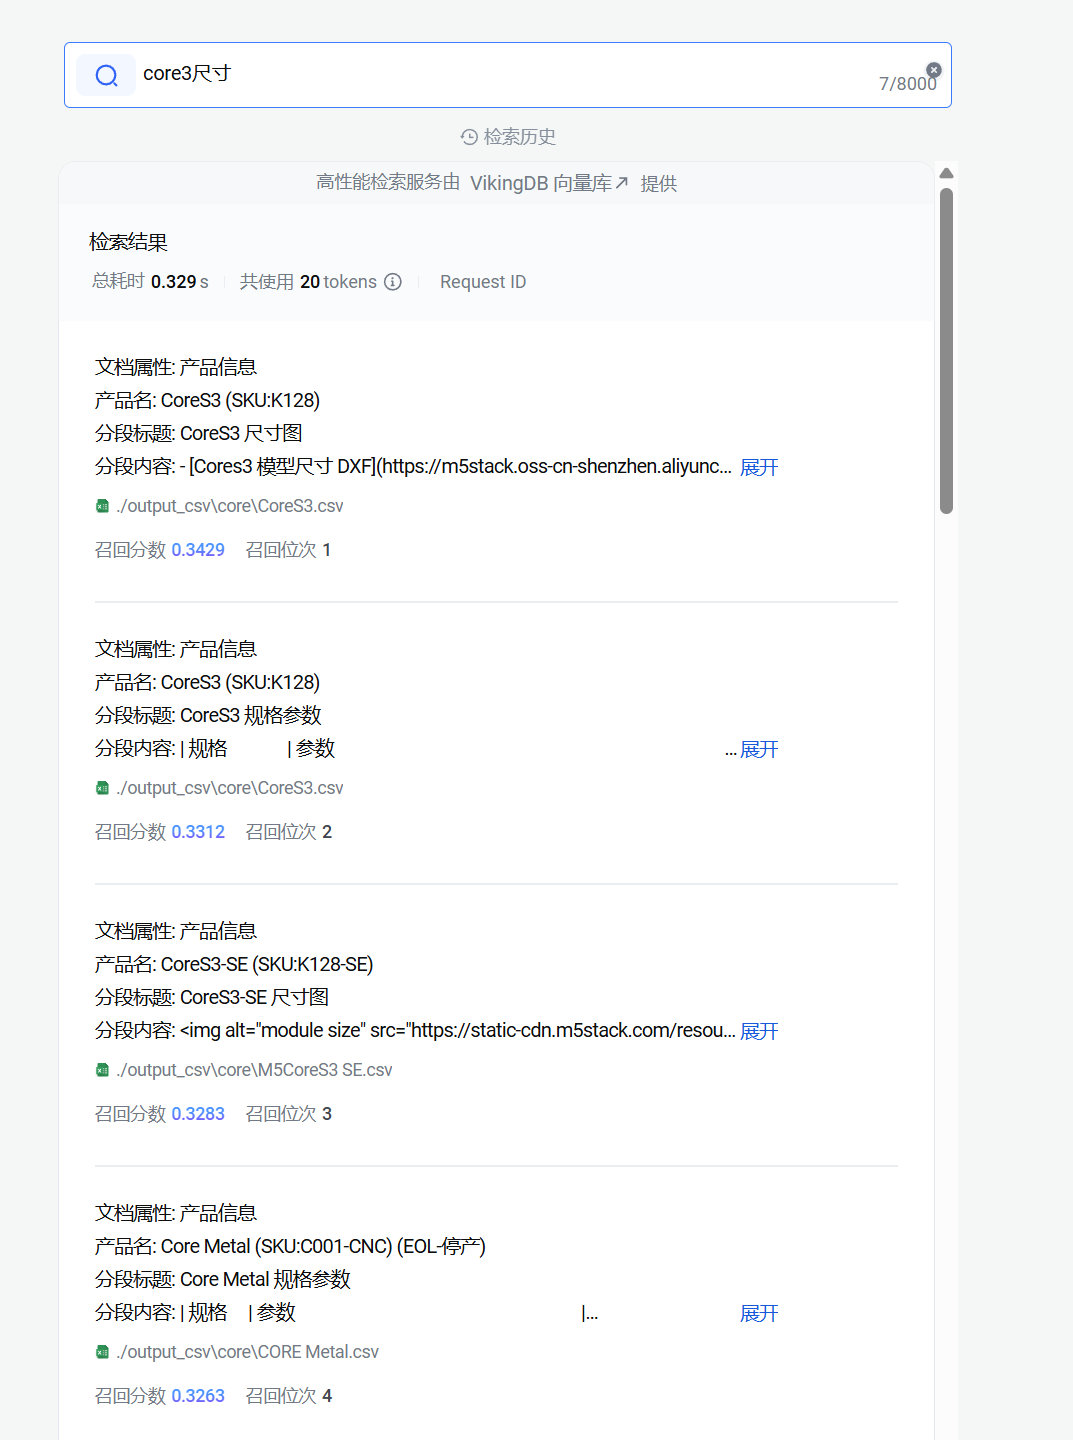 core3尺寸
7/8000
检索历史
高性能检索服务由 VikingDB 向量库 提供
检索结果
总耗时 0.329 s 共使用 20 tokens Request ID
文档属性: 产品信息
产品名: CoreS3 (SKU:K128)
分段标题: CoreS3 尺寸图
分段内容: - [Cores3 模型尺寸 DXF](https://m5stack.oss-cn-shenzhen.aliyunc... 展开
./output_csv\core\CoreS3.csv
召回分数 0.3429 召回位次 1
文档属性: 产品信息
产品名: CoreS3 (SKU:K128)
分段标题: CoreS3 规格参数
分段内容: | 规格 | 参数 ... 展开
./output_csv\core\CoreS3.csv
召回分数 0.3312 召回位次 2
文档属性: 产品信息
产品名: CoreS3-SE (SKU:K128-SE)
分段标题: CoreS3-SE 尺寸图
分段内容: <img alt="module size" src="https://static-cdn.m5stack.com/resou... 展开
./output_csv\core\M5CoreS3 SE.csv
召回分数 0.3283 召回位次 3
文档属性: 产品信息
产品名: Core Metal (SKU:C001-CNC) (EOL-停产)
分段标题: Core Metal 规格参数
分段内容: | 规格 | 参数 |... 展开
./output_csv\core\CORE Metal.csv
召回分数 0.3263 召回位次 4